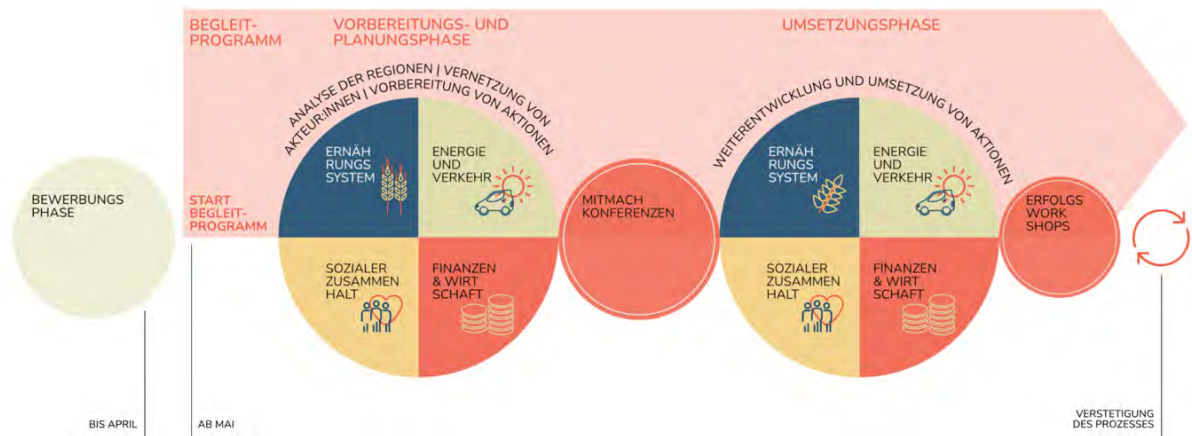 BEGLEIT-
PROGRAMM
VORBEREITUNGS- UND
PLANUNGSPHASE
UMSETZUNGSPHASE
ANALYSE DER REGIONEN | VERNETZUNG VON
AKTEUR:INNEN | VORBEREITUNG VON AKTIONEN
WEITERENTWICKLUNG UND UMSETZUNG VON AKTIONEN
BEWERBUNGS
PHASE
START
BEGLEIT-
PROGRAMM
ERNÄH
RUNGS
SYSTEM
ENERGIE
UND
VERKEHR
SOZIALER
ZUSAMMEN
HALT
FINANZEN
& WIRT
SCHAFT
MITMACH
KONFERENZEN
ERNÄH
RUNGS
SYSTEM
ENERGIE
UND
VERKEHR
SOZIALER
ZUSAMMEN
HALT
FINANZEN
& WIRT
SCHAFT
ERFOLGS
WORK
SHOPS
BIS APRIL
AB MAI
VERSTETIGUNG
DES PROZESSES